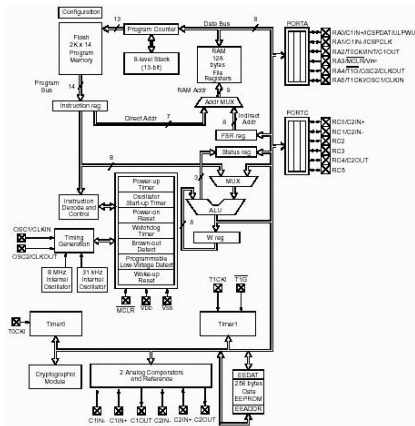 Configuration
13
Data Bus
8
PORTA
Program Counter
Flash
2K x 14
Program
Memory
8-level Stack
(13-bit)
RAM
128
bytes
File
Registers
RA0/C1IN+/ICSPDAT/ULPWU
RA1/C1IN-/ICSPCLK
RA2/T0CKI/INT/C1OUT
RA3/MCLR/VPP
RA4/T1G/OSC2/CLKOUT
RA5/T1CKI/OSC1/CLKIN
Program
Bus
14
RAM Addr
9
Addr MUX
Instruction reg
Direct Addr
7
8
Indirect
Addr
PORTC
FSR reg
RC0/C2IN+
RC1/C2IN-
RC2
RC3
RC4/C2OUT
RC5
Status reg
8
3
MUX
Power-up
Timer
Oscillator
Start-up Timer
Instruction
Decode and
Control
Power-on
Reset
ALU
8
Watchdog
Timer
W reg
OSC1/CLKIN
Timing
Generation
Brown-out
Detect
OSC2/CLKOUT
Programmable
Low-Voltage Detect
Wake-up
Reset
8 MHz
Internal
Oscillator
31 kHz
Internal
Oscillator
T1CKI
T1G
MCLR
VDD
VSS
T0CKI
Timer0
Timer1
Cryptographic
Module
2 Analog Comparators
and Reference
EEDAT
256 bytes
Data
EEPROM
EEADDR
C1IN-
C1IN+
C1OUT
C2IN-
C2IN+
C2OUT